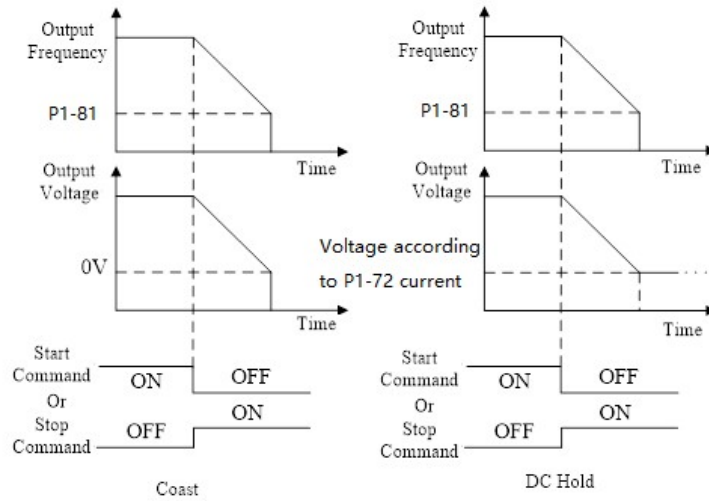 Output
Frequency
P1-81
Time
Output
Voltage
0V
Time
Start
Command
ON
OFF
Or
ON
Stop
Command
OFF
Coast
Output
Frequency
P1-81
Time
Output
Voltage
Voltage according
to P1-72 current
Time
Start
Command
ON
OFF
Or
ON
Stop
Command
OFF
DC Hold